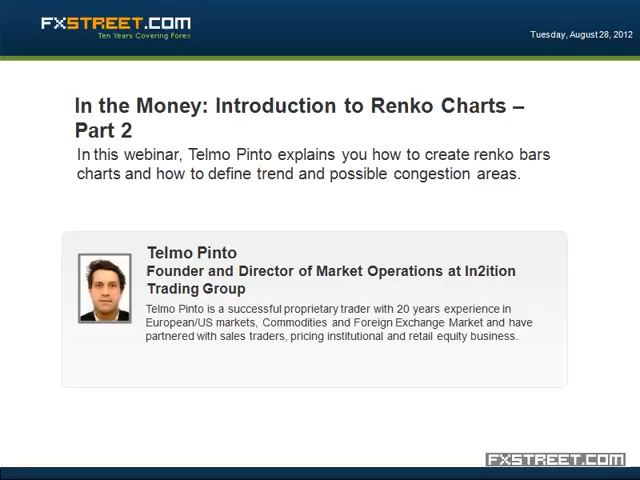 FXSTREET.COM
Ten Years Covering Forex
Tuesday, August 28, 2012
In the Money: Introduction to Renko Charts –
Part 2
In this webinar, Telmo Pinto explains you how to create renko bars
charts and how to define trend and possible congestion areas.
Telmo Pinto
Founder and Director of Market Operations at In2ition
Trading Group
Telmo Pinto is a successful proprietary trader with 20 years experience in
European/US markets, Commodities and Foreign Exchange Market and have
partnered with sales traders, pricing institutional and retail equity business.
FXSTREET.COM